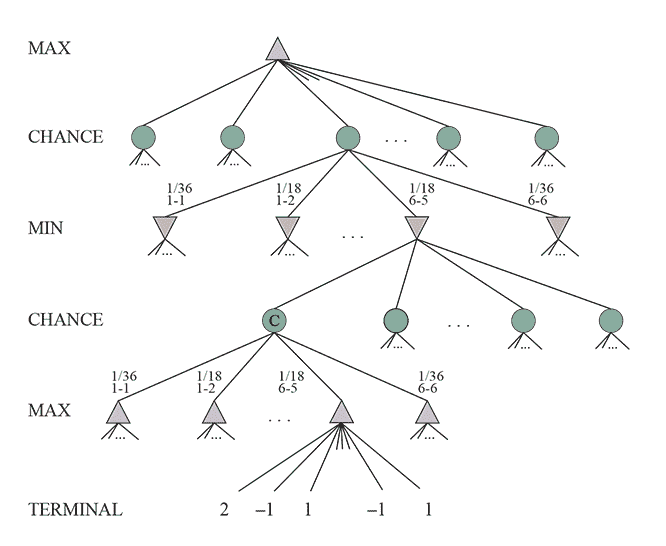 MAX
CHANCE . . .
1/36 1/18 1/18 1/36
1-1 1-2 6-5 6-6
MIN ... ... . . . ...
CHANCE C . . .
1/36 1/18 1/18 1/36
1-1 1-2 6-5 6-6
MAX . . .
TERMINAL 2 –1 1 –1 1